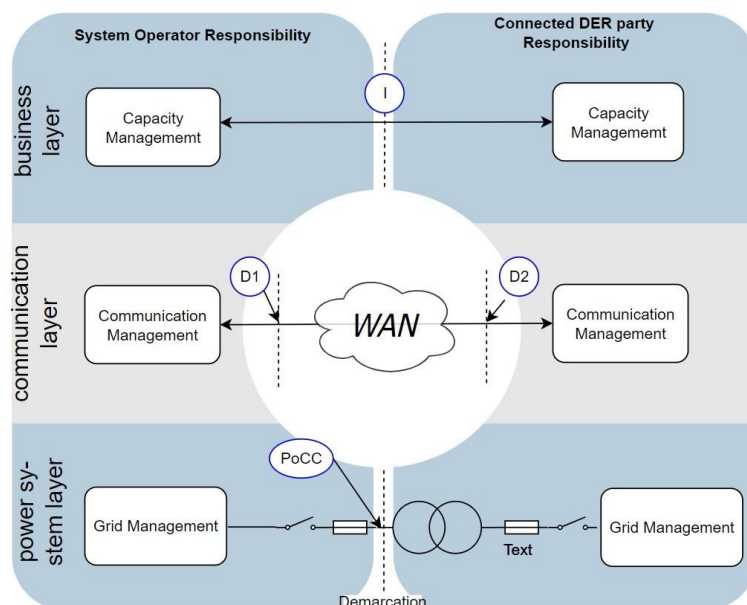 System Operator Responsibility
Connected DER party
Responsibility
business
layer
Capacity
Managememt
I
Capacity
Managememt
communication
layer
D1
D2
Communication
Management
WAN
Communication
Management
power sy-
stem layer
PoCC
Grid Management
Text
Grid Management
Demarcation